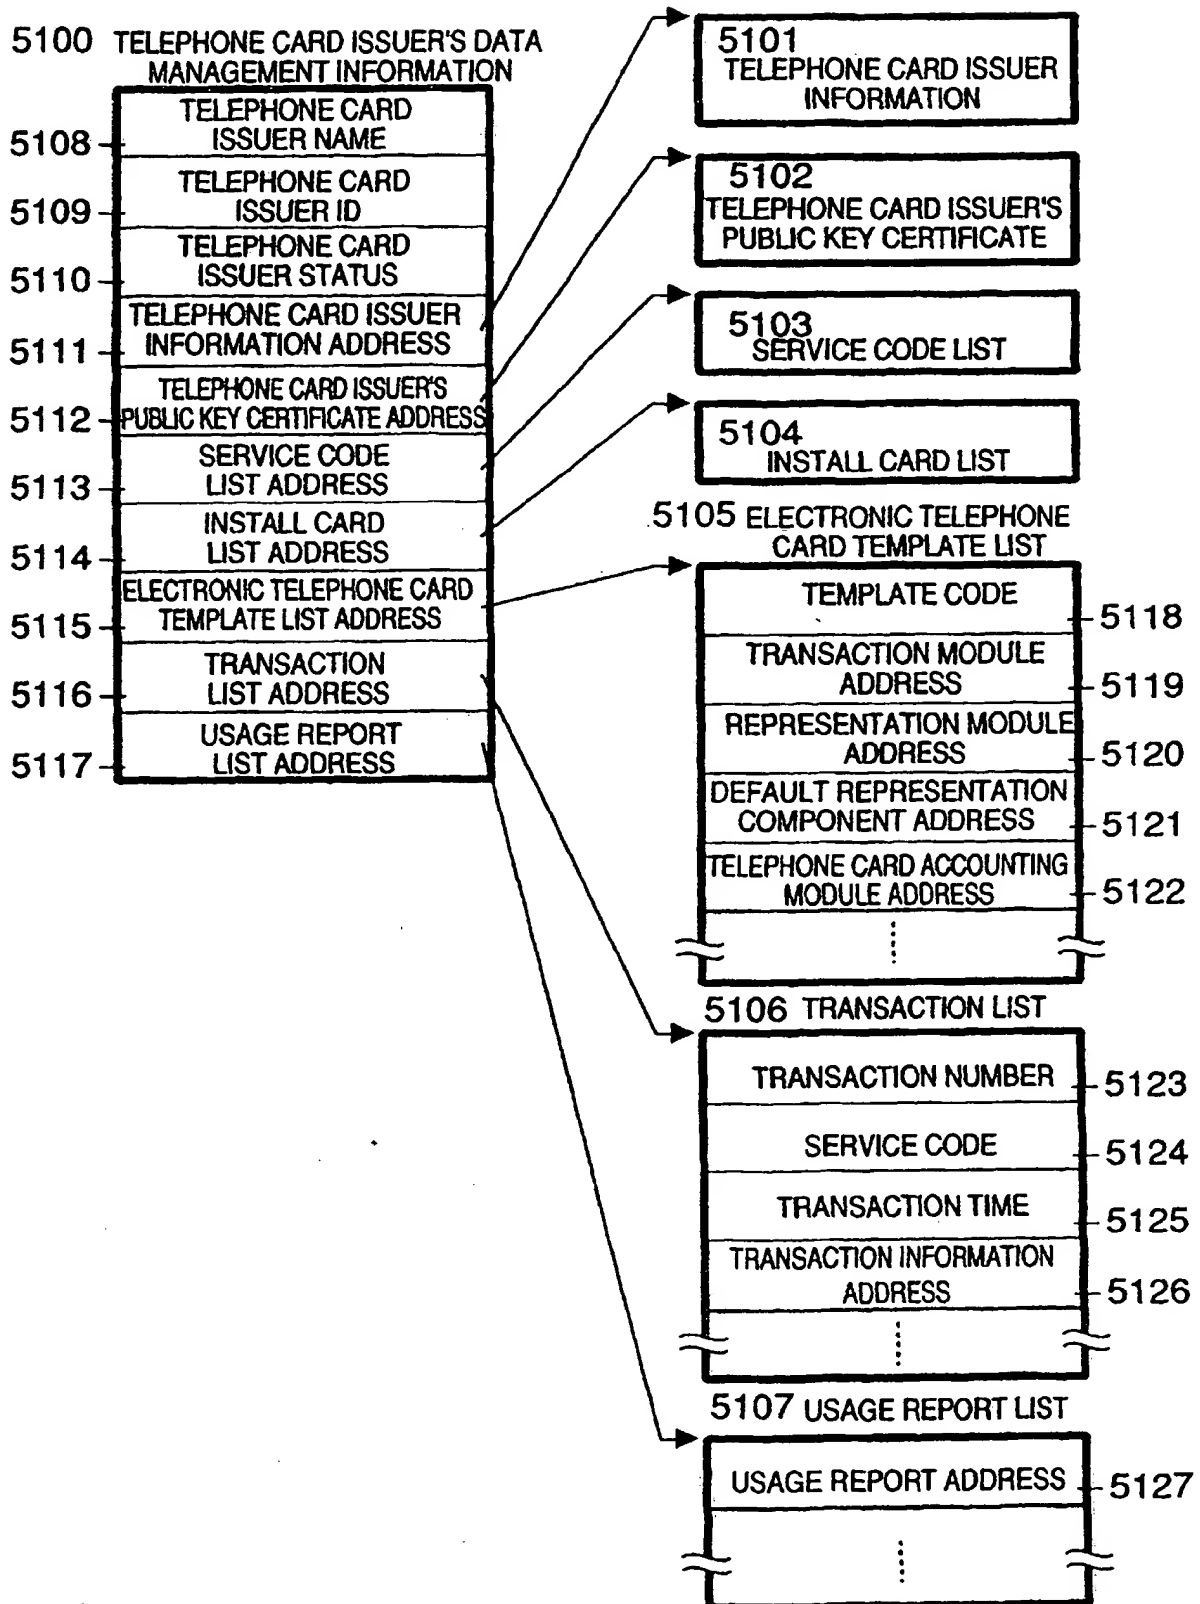 5100 TELEPHONE CARD ISSUER'S DATA
MANAGEMENT INFORMATION
5108
TELEPHONE CARD
ISSUER NAME
5109
TELEPHONE CARD
ISSUER ID
5110
TELEPHONE CARD
ISSUER STATUS
5111
TELEPHONE CARD ISSUER
INFORMATION ADDRESS
5112
TELEPHONE CARD ISSUER'S
PUBLIC KEY CERTIFICATE ADDRESS
5113
SERVICE CODE
LIST ADDRESS
5114
INSTALL CARD
LIST ADDRESS
5115
ELECTRONIC TELEPHONE CARD
TEMPLATE LIST ADDRESS
5116
TRANSACTION
LIST ADDRESS
5117
USAGE REPORT
LIST ADDRESS
5101
TELEPHONE CARD ISSUER
INFORMATION
5102
TELEPHONE CARD ISSUER'S
PUBLIC KEY CERTIFICATE
5103
SERVICE CODE LIST
5104
INSTALL CARD LIST
5105 ELECTRONIC TELEPHONE
CARD TEMPLATE LIST
TEMPLATE CODE
5118
TRANSACTION MODULE
ADDRESS
5119
REPRESENTATION MODULE
ADDRESS
5120
DEFAULT REPRESENTATION
COMPONENT ADDRESS
5121
TELEPHONE CARD ACCOUNTING
MODULE ADDRESS
5122
5106 TRANSACTION LIST
TRANSACTION NUMBER
5123
SERVICE CODE
5124
TRANSACTION TIME
5125
TRANSACTION INFORMATION
ADDRESS
5126
5107 USAGE REPORT LIST
USAGE REPORT ADDRESS
5127